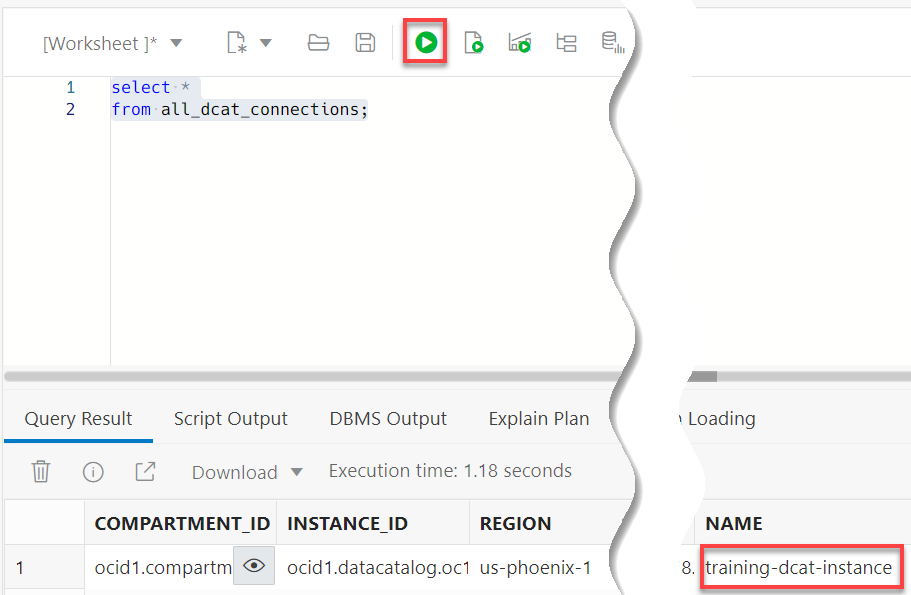 [Worksheet ]*
1 select *
2 from all_dcat_connections;
Query Result Script Output DBMS Output Explain Plan Loading
Download Execution time: 1.18 seconds
COMPARTMENT_ID INSTANCE_ID REGION NAME
1 ocid1.compartm ocid1.datacatalog.oc1 us-phoenix-1 8. training-dcat-instance